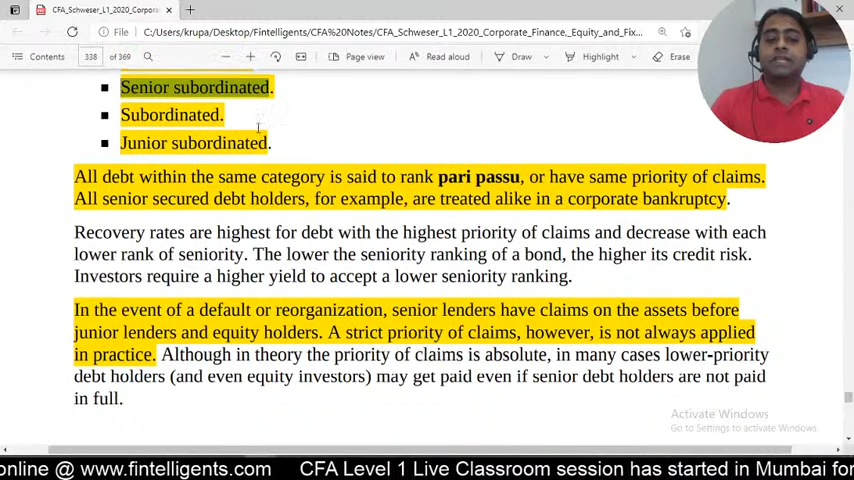 CFA_Schweser_L1_2020_Corpora
File
C:/Users/krupa/Desktop/Fintelligents/CFA%20Notes/CFA_Schweser_L1_2020_Corporate_Finance,_Equity_and_Fix...
Contents
338
of 369
Page view
Read aloud
Draw
Highlight
Erase
Senior subordinated.
Subordinated.
Junior subordinated.
All debt within the same category is said to rank pari passu, or have same priority of claims.
All senior secured debt holders, for example, are treated alike in a corporate bankruptcy.
Recovery rates are highest for debt with the highest priority of claims and decrease with each
lower rank of seniority. The lower the seniority ranking of a bond, the higher its credit risk.
Investors require a higher yield to accept a lower seniority ranking.
In the event of a default or reorganization, senior lenders have claims on the assets before
junior lenders and equity holders. A strict priority of claims, however, is not always applied
in practice. Although in theory the priority of claims is absolute, in many cases lower-priority
debt holders (and even equity investors) may get paid even if senior debt holders are not paid
in full.
Activate Windows
Go to Settings to activate Windows.
online @ www.fintelligents.com CFA Level 1 Live Classroom session has started in Mumbai for